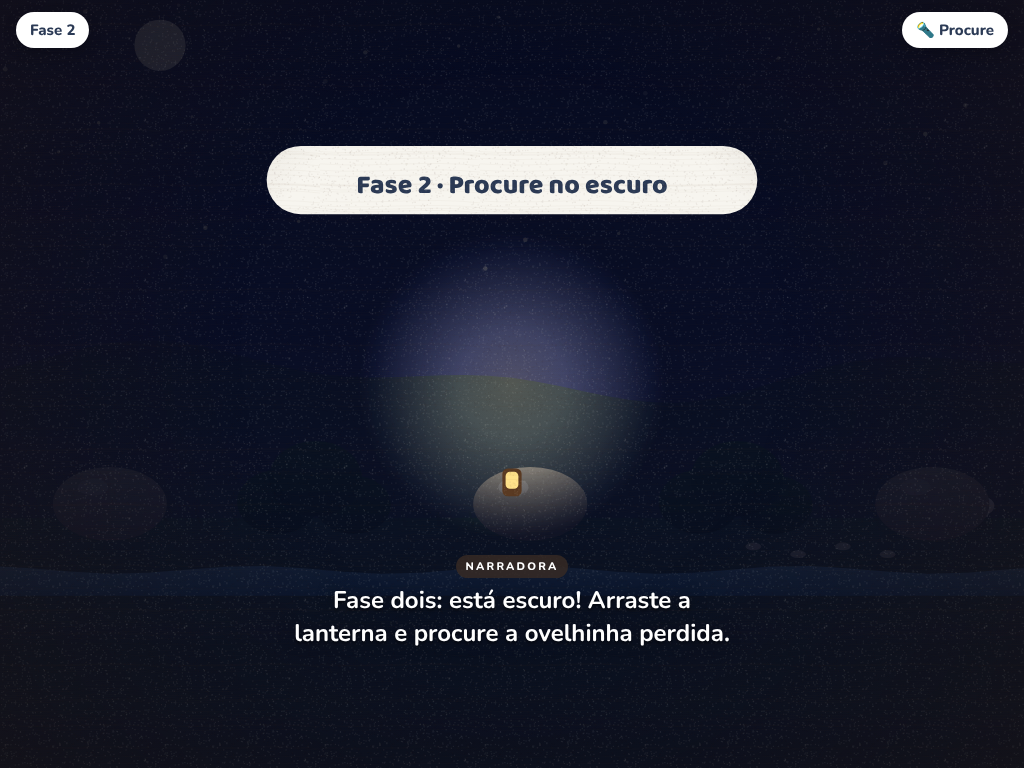 Fase 2
Procure
Fase 2 · Procure no escuro
NARRADORA
Fase dois: está escuro! Arraste a
lanterna e procure a ovelhinha perdida.